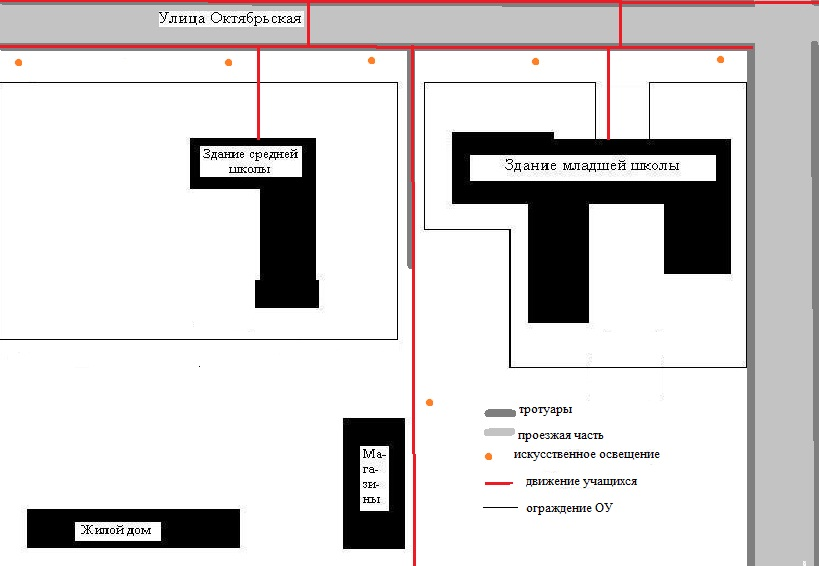 Улица Октябрьская
Здание средней
школы
Здание младшей школы
Ма-
га-
зи-
ны
Жилой дом
тротуары
проезжая часть
искусственное освещение
движение учащихся
ограждение ОУ